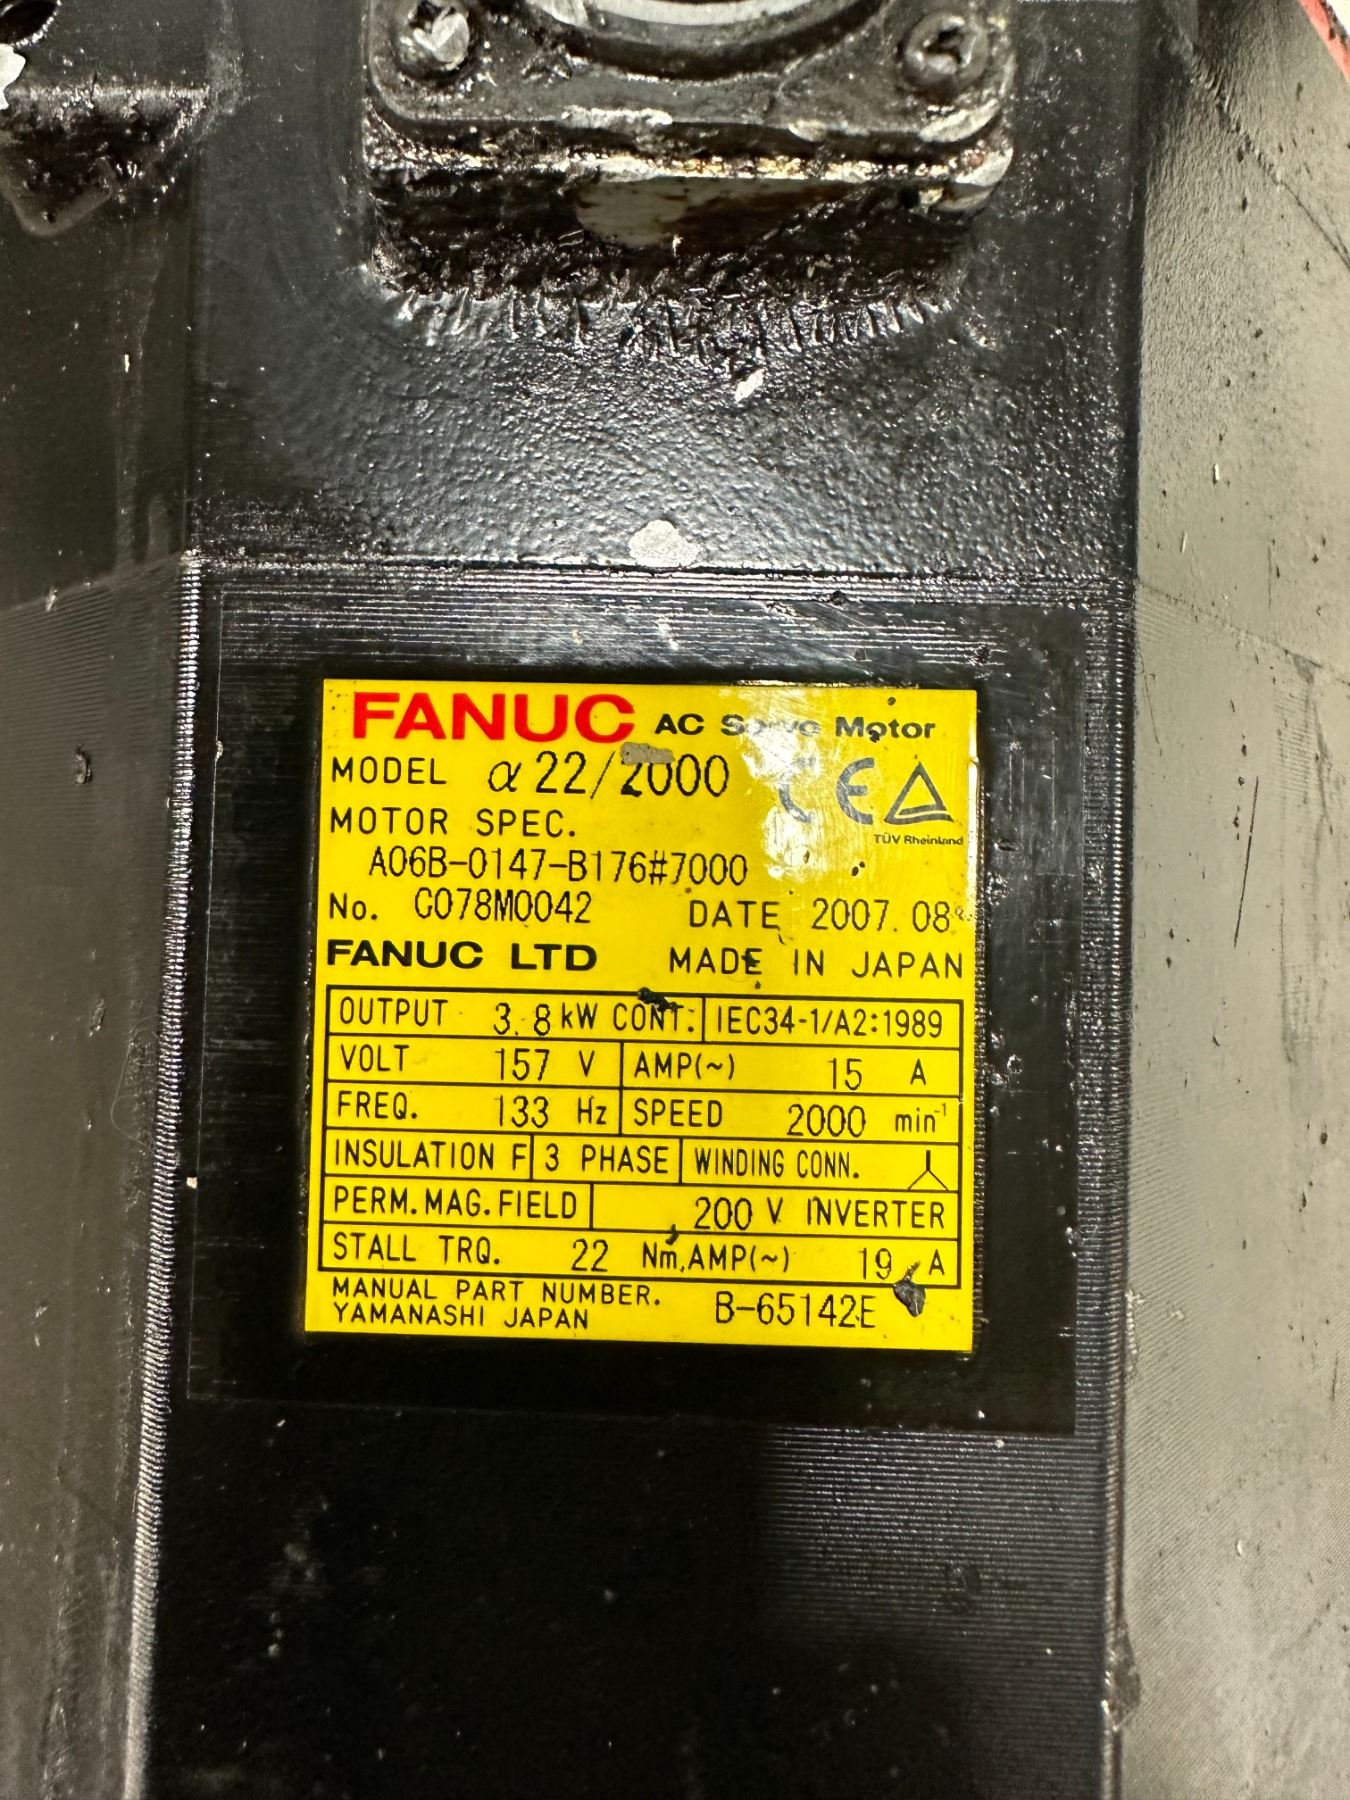 FANUC AC Servo Motor
MODEL α22/2000
CE
TÜV Rheinland
MOTOR SPEC.
A06B-0147-B176#7000
No. C078M0042 DATE 2007.08
FANUC LTD MADE IN JAPAN
OUTPUT 3.8 kW CONT. IEC34-1/A2:1989
VOLT 157 V AMP(~) 15 A
FREQ. 133 Hz SPEED 2000 min⁻¹
INSULATION F 3 PHASE WINDING CONN.
PERM.MAG.FIELD 200 V INVERTER
STALL TRQ. 22 Nm,AMP(~) 19 A
MANUAL PART NUMBER. B-65142E
YAMANASHI JAPAN